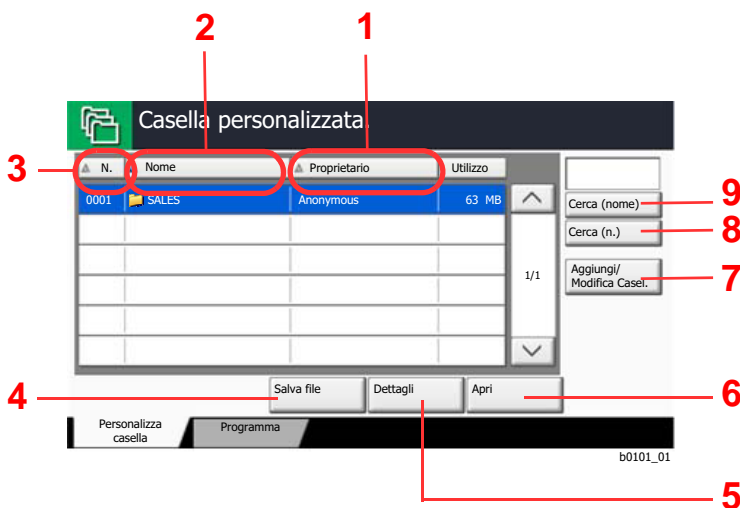 2
1
Casella personalizzata.
3
N.
Nome
Proprietario
Utilizzo
0001
SALES
Anonymous
63 MB
Cerca (nome)
9
Cerca (n.)
8
1/1
Aggiungi/
Modifica Casel.
7
4
Salva file
Dettagli
Apri
6
Personalizza
casella
Programma
b0101_01
5